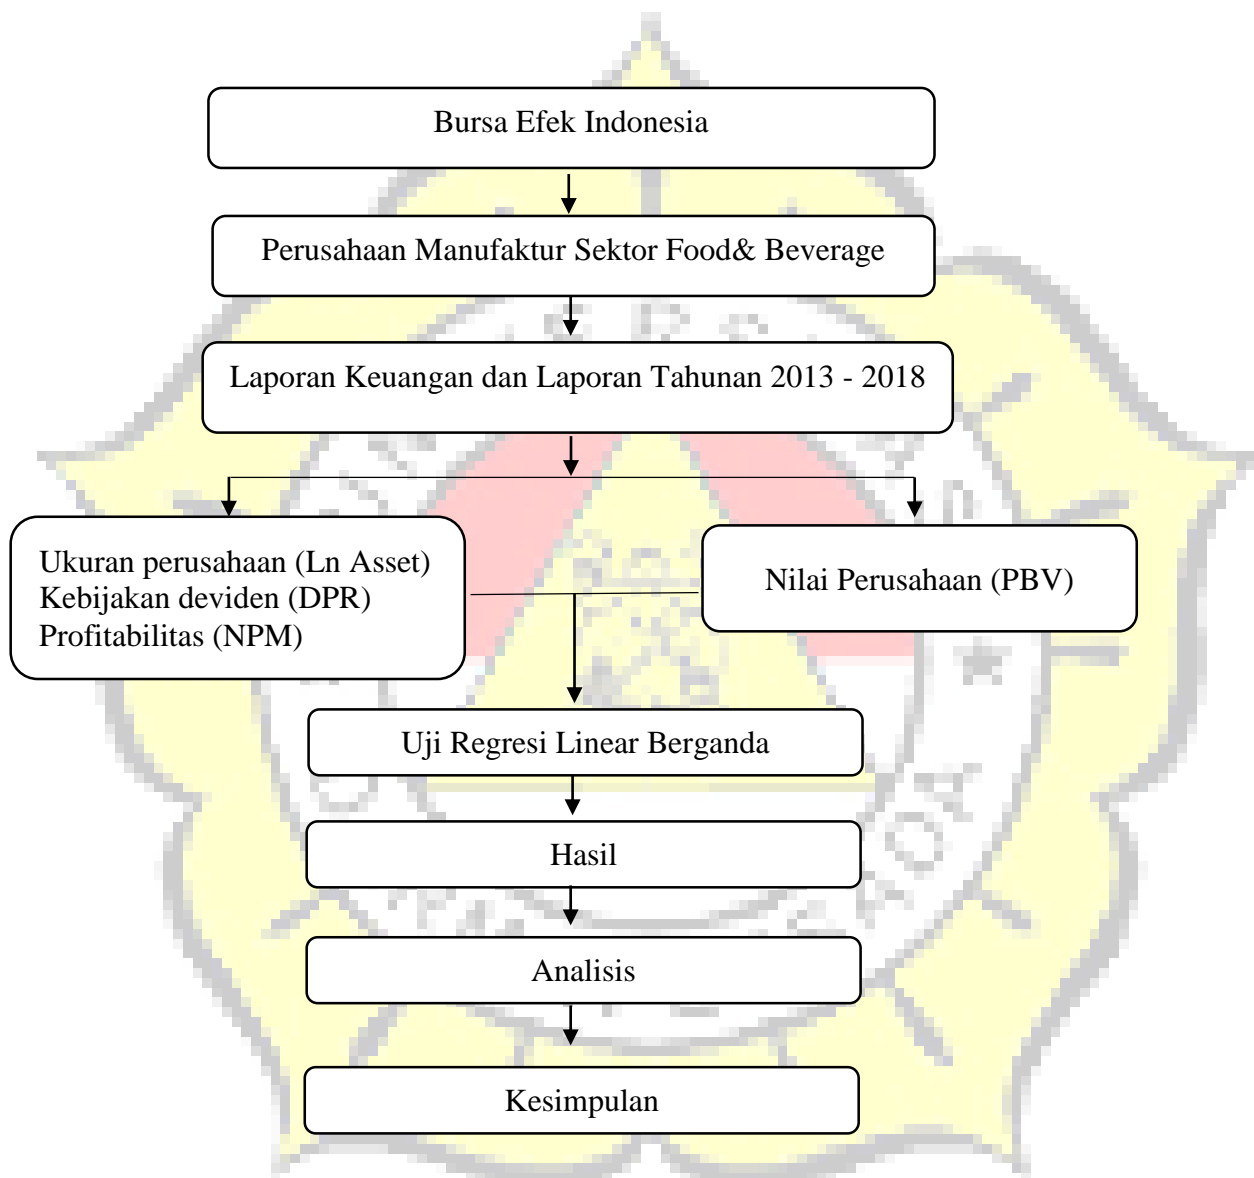 Bursa Efek Indonesia
Perusahaan Manufaktur Sektor Food& Beverage
Laporan Keuangan dan Laporan Tahunan 2013 - 2018
Ukuran perusahaan (Ln Asset)
Kebijakan deviden (DPR)
Profitabilitas (NPM)
Nilai Perusahaan (PBV)
Uji Regresi Linear Berganda
Hasil
Analisis
Kesimpulan